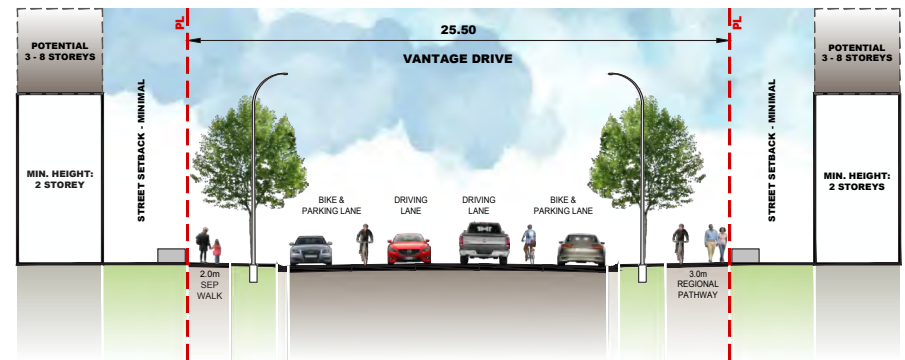 PL
25.50
PL
VANTAGE DRIVE
POTENTIAL
3 - 8 STOREYS
POTENTIAL
3 - 8 STOREYS
STREET SETBACK - MINIMAL
STREET SETBACK - MINIMAL
MIN. HEIGHT:
2 STOREY
MIN. HEIGHT:
2 STOREYS
BIKE &
PARKING LANE
DRIVING
LANE
DRIVING
LANE
BIKE &
PARKING LANE
2.0m
SEP
WALK
3.0m
REGIONAL
PATHWAY